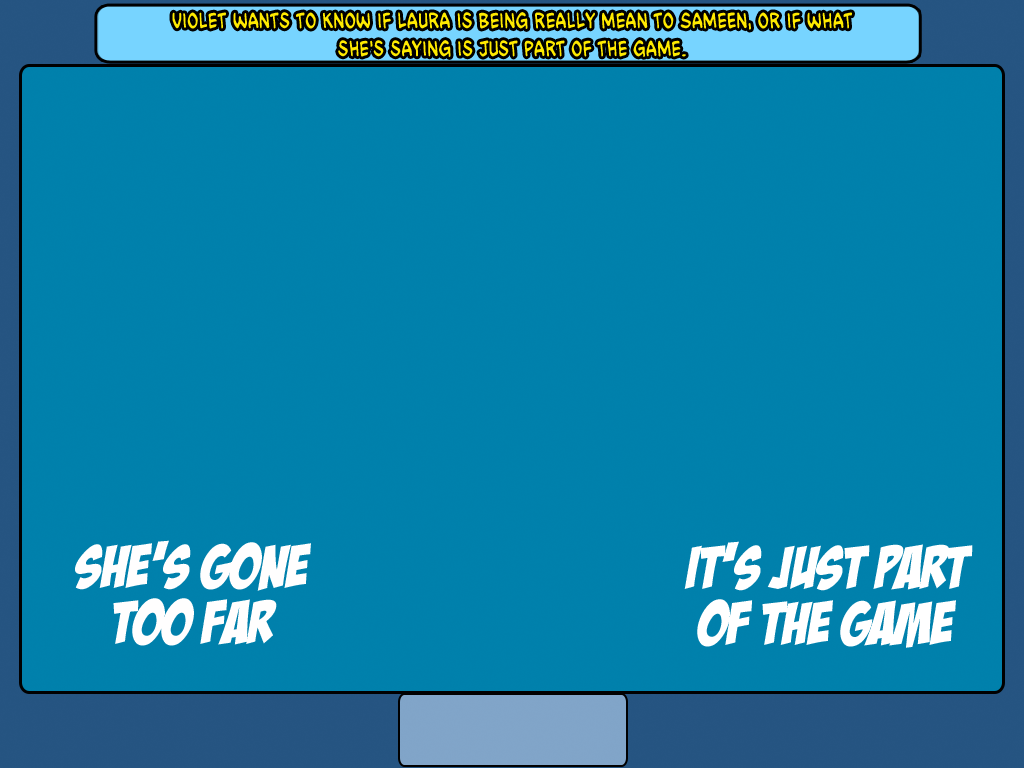 VIOLET WANTS TO KNOW IF LAURA IS BEING REALLY MEAN TO SAMEEN, OR IF WHAT
SHE'S SAYING IS JUST PART OF THE GAME.
SHE'S GONE
TOO FAR
IT'S JUST PART
OF THE GAME